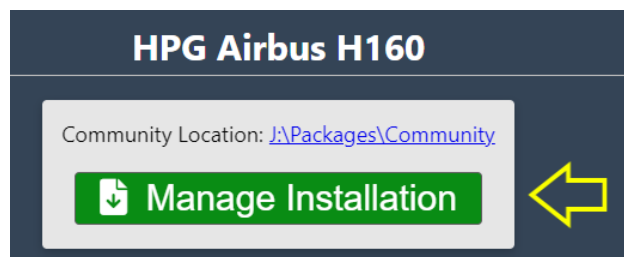 HPG Airbus H160
Community Location: J:\Packages\Community
Manage Installation